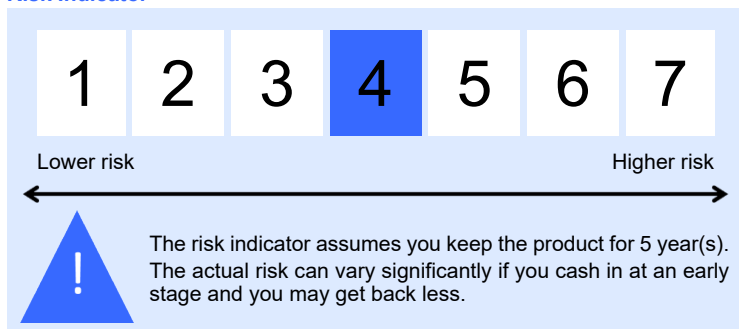 Risk Indicator
1 2 3 4 5 6 7
Lower risk Higher risk
!
The risk indicator assumes you keep the product for 5 year(s).
The actual risk can vary significantly if you cash in at an early
stage and you may get back less.